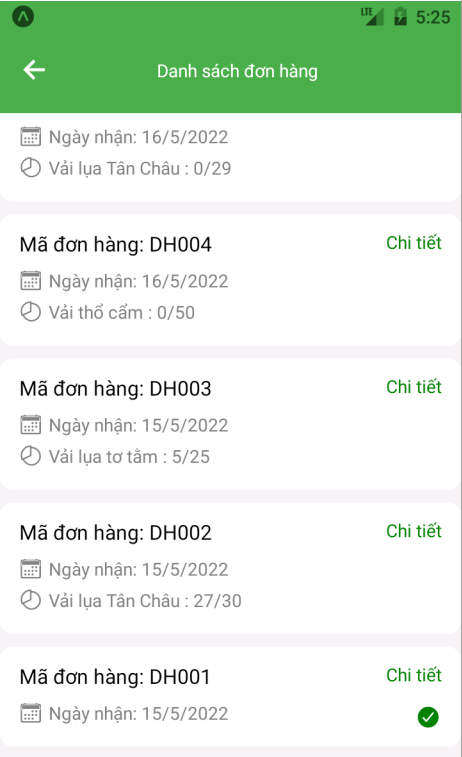 LTE 5:25
Danh sách đơn hàng
Ngày nhận: 16/5/2022
Vải lụa Tân Châu : 0/29
Mã đơn hàng: DH004 Chi tiết
Ngày nhận: 16/5/2022
Vải thổ cẩm : 0/50
Mã đơn hàng: DH003 Chi tiết
Ngày nhận: 15/5/2022
Vải lụa tơ tằm : 5/25
Mã đơn hàng: DH002 Chi tiết
Ngày nhận: 15/5/2022
Vải lụa Tân Châu : 27/30
Mã đơn hàng: DH001 Chi tiết
Ngày nhận: 15/5/2022